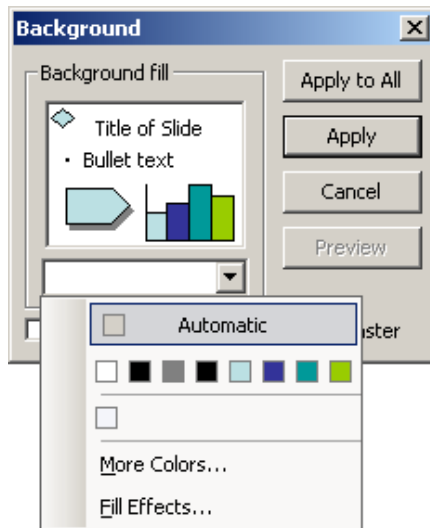 Background
Background fill
Apply to All
Title of Slide
Bullet text
Apply
Cancel
Preview
Automatic
More Colors...
Fill Effects...